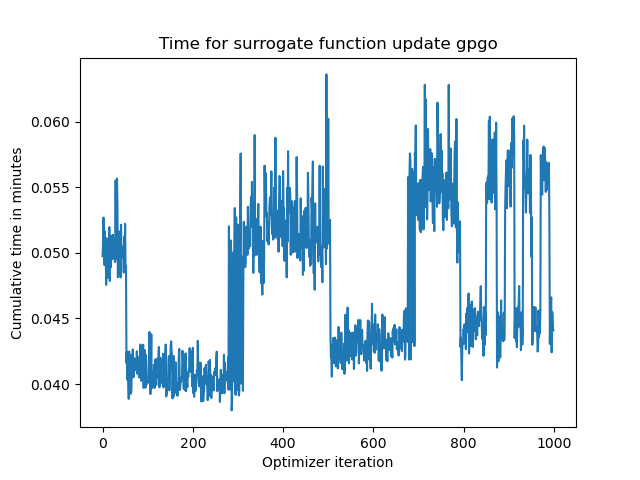 Time for surrogate function update gpgo
Cumulative time in minutes
0.060
0.055
0.050
0.045
0.040
0 200 400 600 800 1000
Optimizer iteration